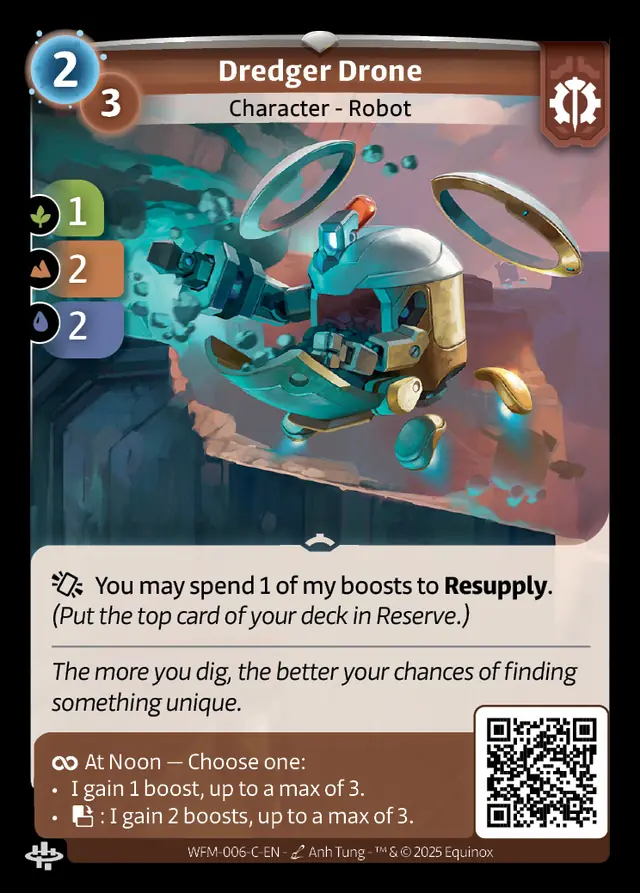 2
Dredger Drone
3
Character - Robot
1
2
2
You may spend 1 of my boosts to Resupply.
(Put the top card of your deck in Reserve.)
The more you dig, the better your chances of finding
something unique.
At Noon — Choose one:
• I gain 1 boost, up to a max of 3.
• : I gain 2 boosts, up to a max of 3.
WFM-006-C-EN - Anh Tung - ™ & © 2025 Equinox